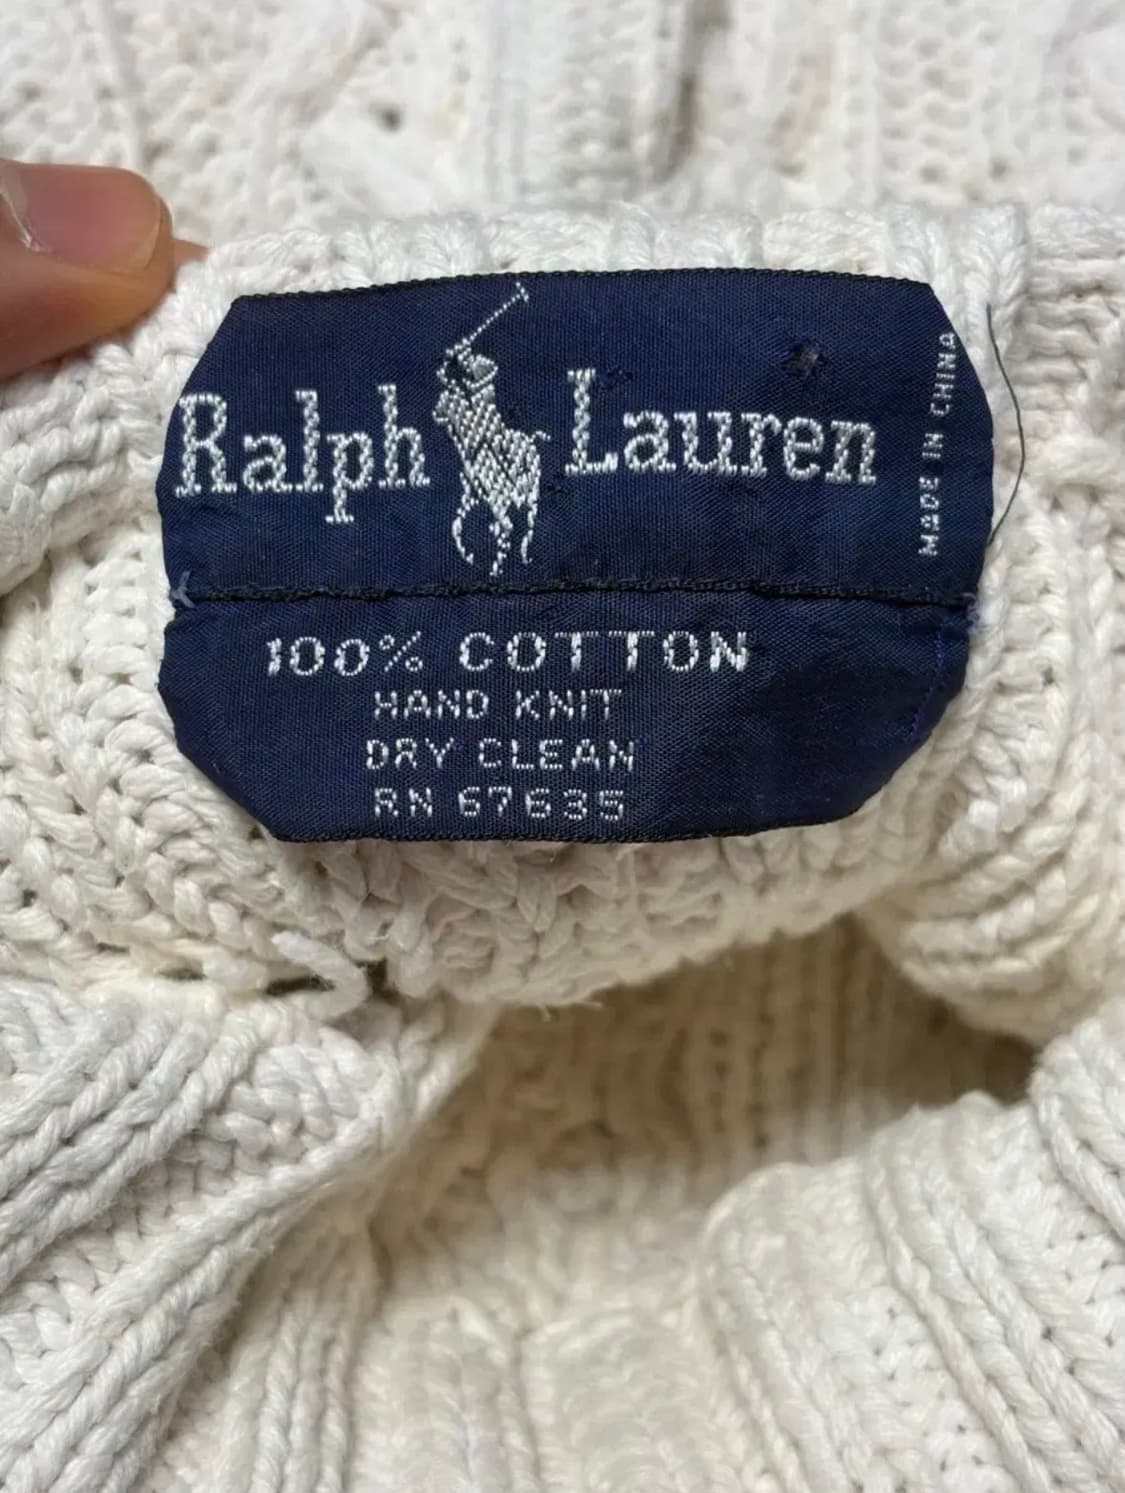 Ralph Lauren
MADE IN CHINA
100% COTTON
HAND KNIT
DRY CLEAN
RN 67635